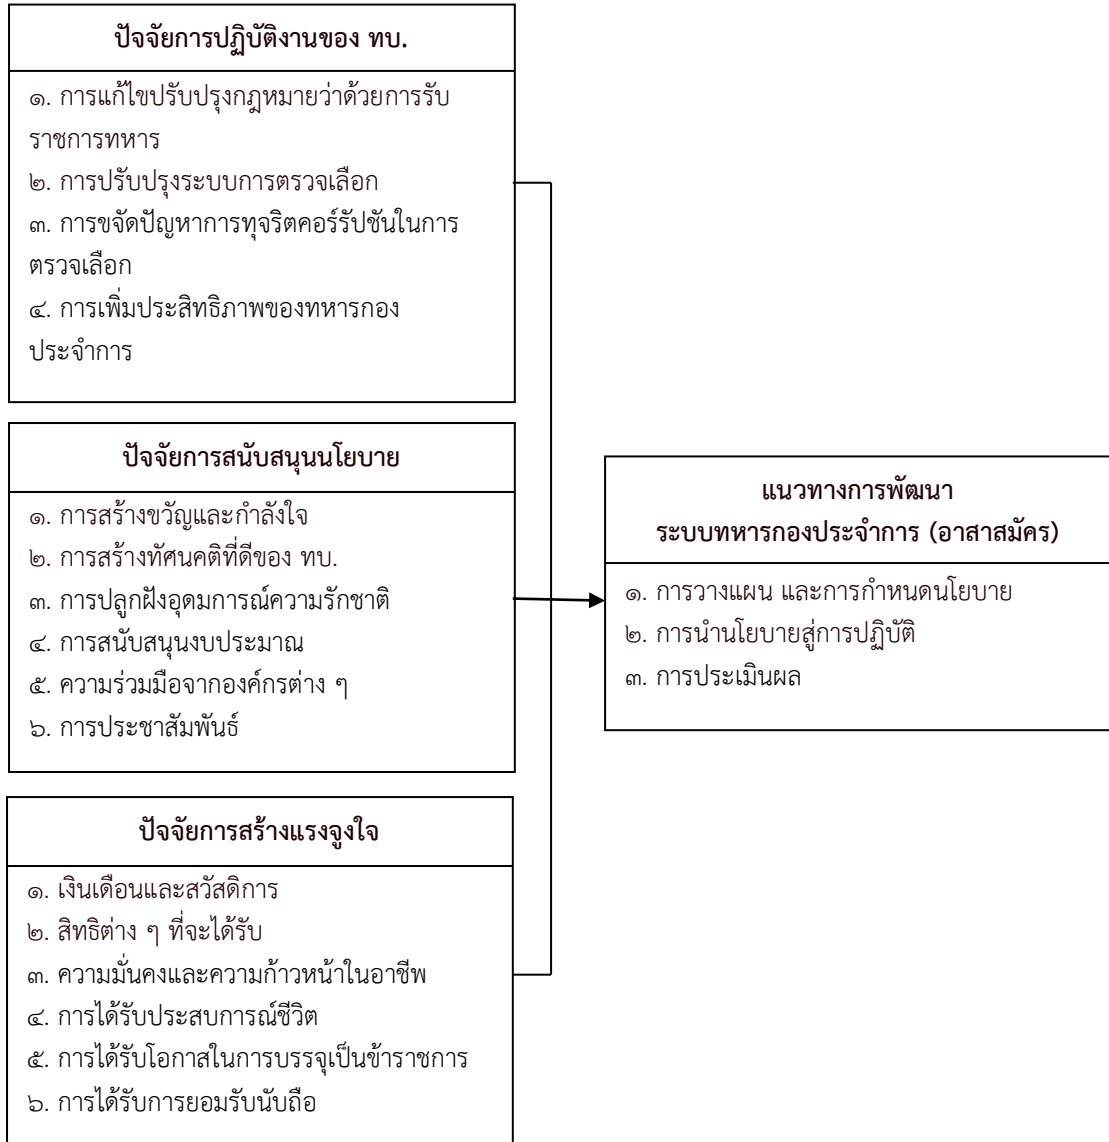 ปัจจัยการปฏิบัติงานของ ทบ.
๑. การแก้ไขปรับปรุงกฎหมายว่าด้วยการรับ
ราชการทหาร
๒. การปรับปรุงระบบการตรวจเลือก
๓. การขจัดปัญหาการทุจริตคอร์รัปชันในการ
ตรวจเลือก
๔. การเพิ่มประสิทธิภาพของทหารกอง
ประจำการ
ปัจจัยการสนับสนุนนโยบาย
๑. การสร้างขวัญและกำลังใจ
๒. การสร้างทัศนคติที่ดีของ ทบ.
๓. การปลูกฝังอุดมการณ์ความรักชาติ
๔. การสนับสนุนงบประมาณ
๕. ความร่วมมือจากองค์กรต่าง ๆ
๖. การประชาสัมพันธ์
ปัจจัยการสร้างแรงจูงใจ
๑. เงินเดือนและสวัสดิการ
๒. สิทธิต่าง ๆ ที่จะได้รับ
๓. ความมั่นคงและความก้าวหน้าในอาชีพ
๔. การได้รับประสบการณ์ชีวิต
๕. การได้รับโอกาสในการบรรจุเป็นข้าราชการ
๖. การได้รับการยอมรับนับถือ
แนวทางการพัฒนา
ระบบทหารกองประจำการ (อาสาสมัคร)
๑. การวางแผน และการกำหนดนโยบาย
๒. การนำนโยบายสู่การปฏิบัติ
๓. การประเมินผล